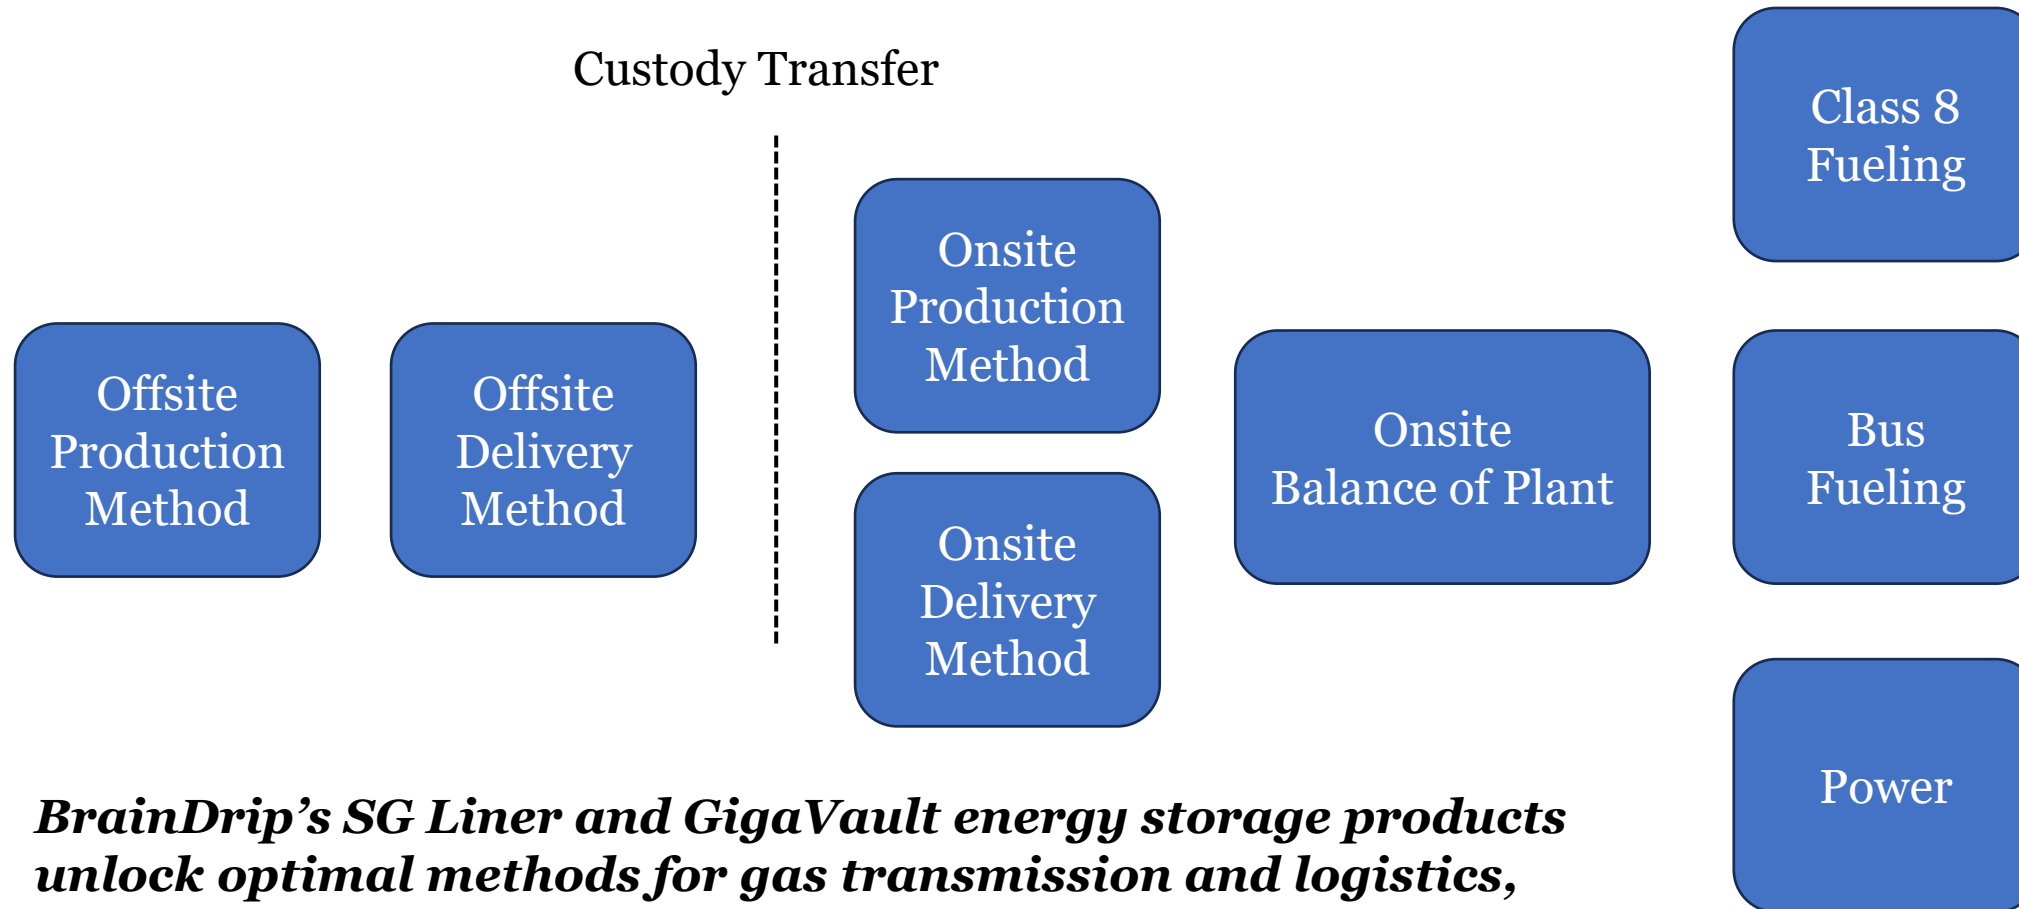 Custody Transfer
Class 8
Fueling
Onsite
Production
Method
Offsite
Production
Method
Offsite
Delivery
Method
Onsite
Balance of Plant
Bus
Fueling
Onsite
Delivery
Method
Power
BrainDrip’s SG Liner and GigaVault energy storage products
unlock optimal methods for gas transmission and logistics,